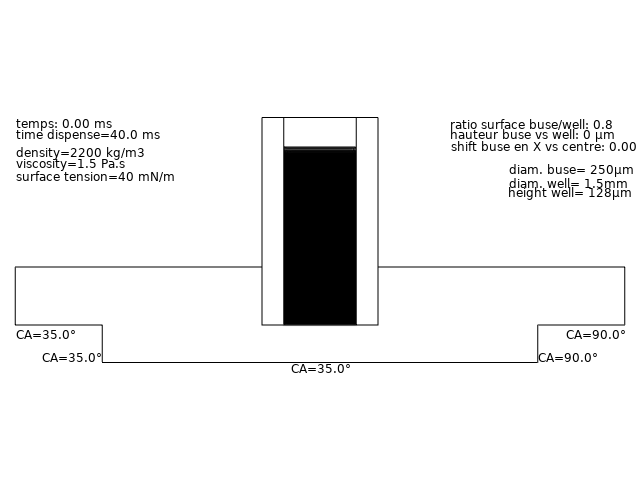 temps: 0.00 ms
time dispense=40.0 ms
density=2200 kg/m3
viscosity=1.5 Pa.s
surface tension=40 mN/m
ratio surface buse/well: 0.8
hauteur buse vs well: 0 µm
shift buse en X vs centre: 0.00
diam. buse= 250µm
diam. well= 1.5mm
height well= 128µm
CA=35.0°
CA=90.0°
CA=35.0°
CA=90.0°
CA=35.0°